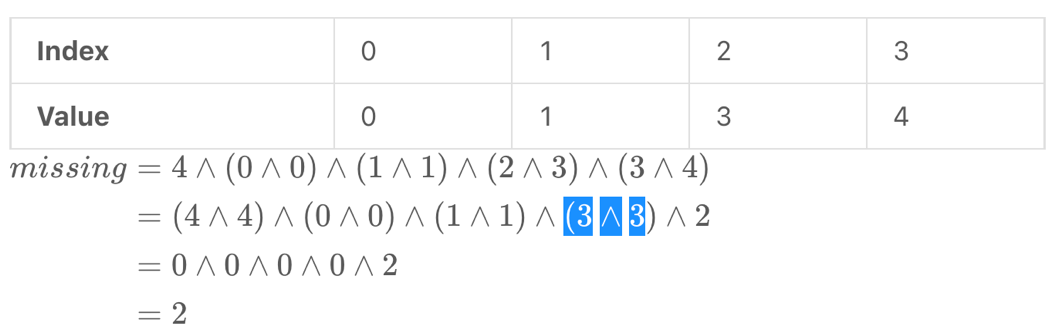 Index 0 1 2 3
Value 0 1 3 4
missing = 4 ∧ (0 ∧ 0) ∧ (1 ∧ 1) ∧ (2 ∧ 3) ∧ (3 ∧ 4)
= (4 ∧ 4) ∧ (0 ∧ 0) ∧ (1 ∧ 1) ∧ (3 ∧ 3) ∧ 2
= 0 ∧ 0 ∧ 0 ∧ 0 ∧ 2
= 2